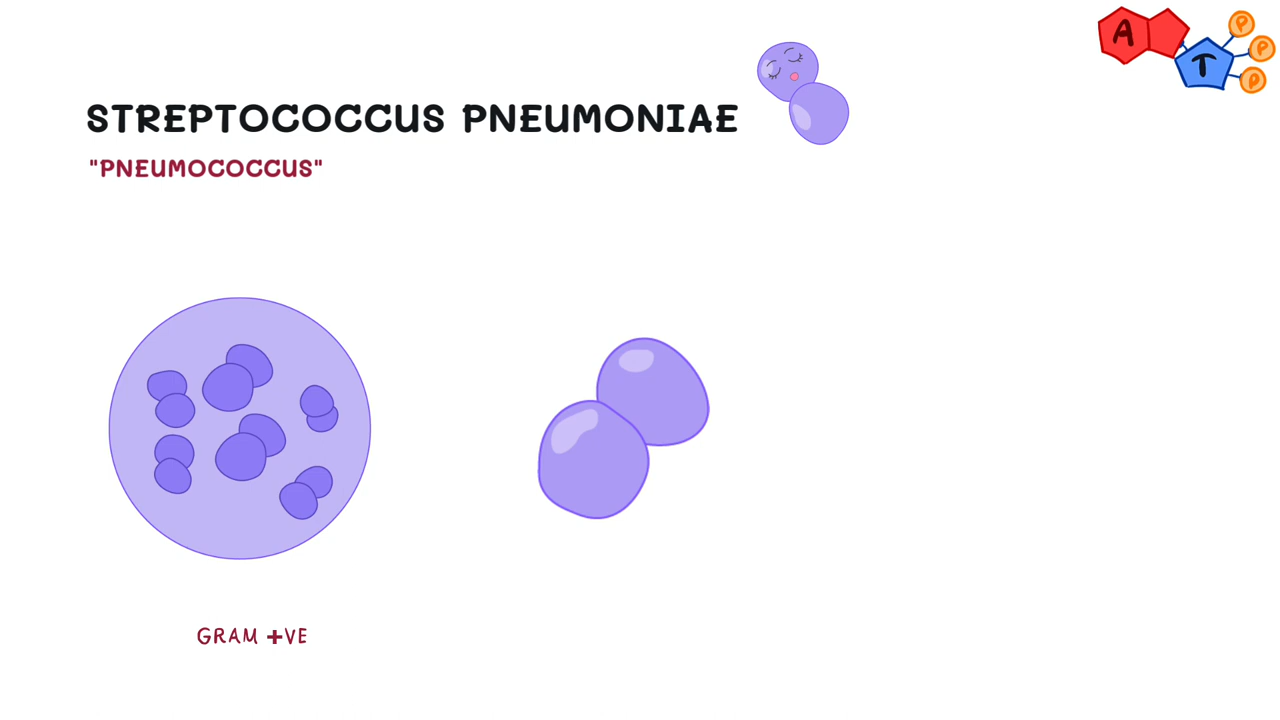 STREPTOCOCCUS PNEUMONIAE
"PNEUMOCOCCUS"
GRAM +VE
A
T
P
P
P